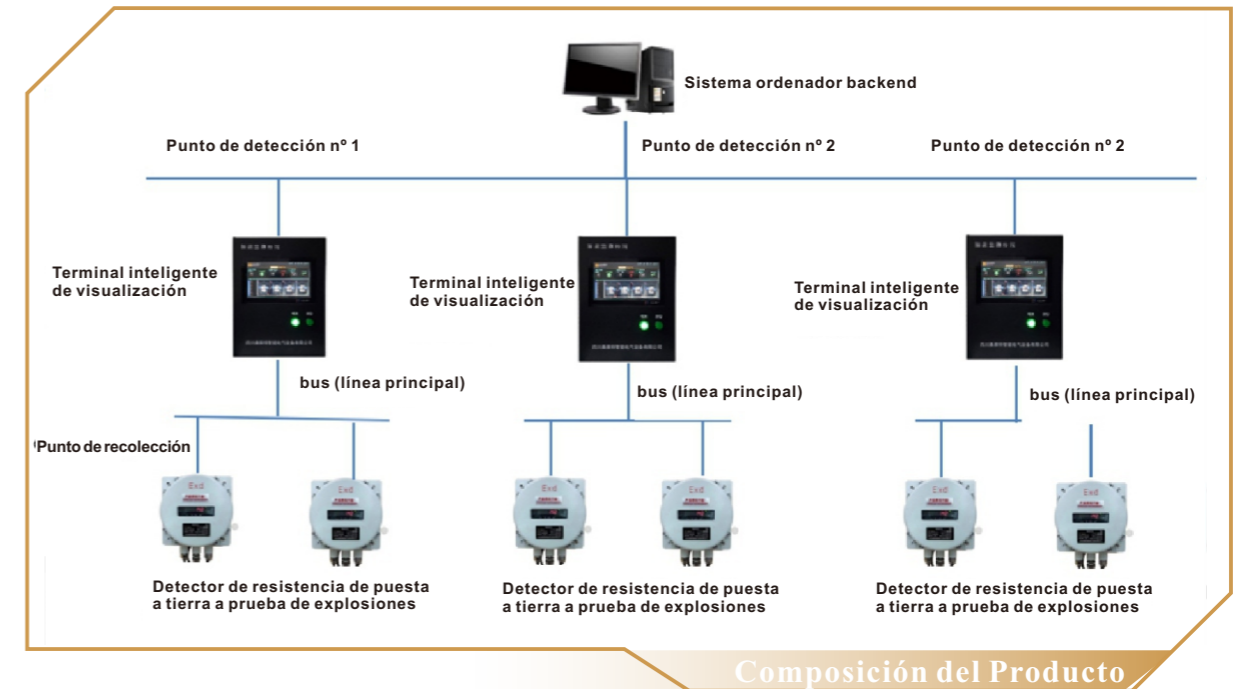 Sistema ordenador backend
Punto de detección nº 1
Punto de detección nº 2
Punto de detección nº 2
Terminal inteligente
de visualización
Terminal inteligente
de visualización
Terminal inteligente
de visualización
bus (línea principal)
bus (línea principal)
bus (línea principal)
Punto de recolección
Exd
Exd
Exd
Exd
Exd
Exd
Detector de resistencia de puesta
a tierra a prueba de explosiones
Detector de resistencia de puesta
a tierra a prueba de explosiones
Detector de resistencia de puesta
a tierra a prueba de explosiones
Composición del Producto